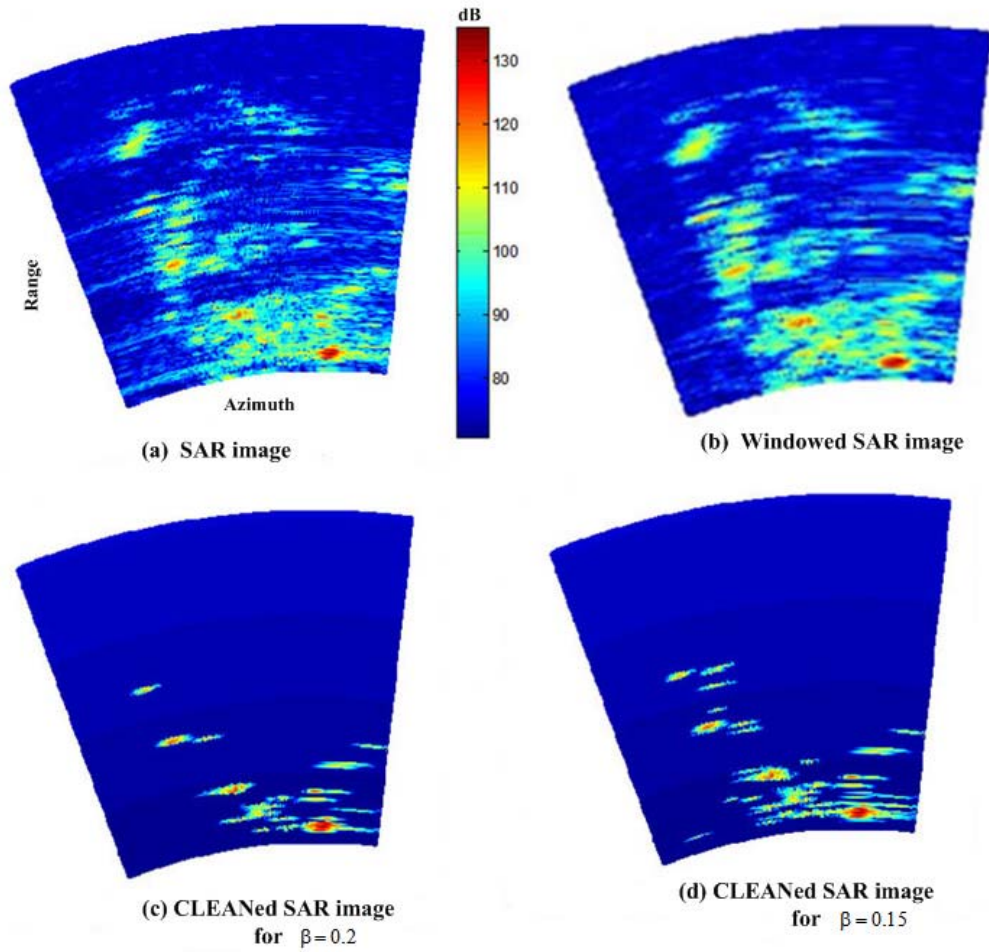 dB
130
120
110
100
90
80
Range
Azimuth
(a) SAR image
(b) Windowed SAR image
(c) CLEANed SAR image
for β = 0.2
(d) CLEANed SAR image
for β = 0.15